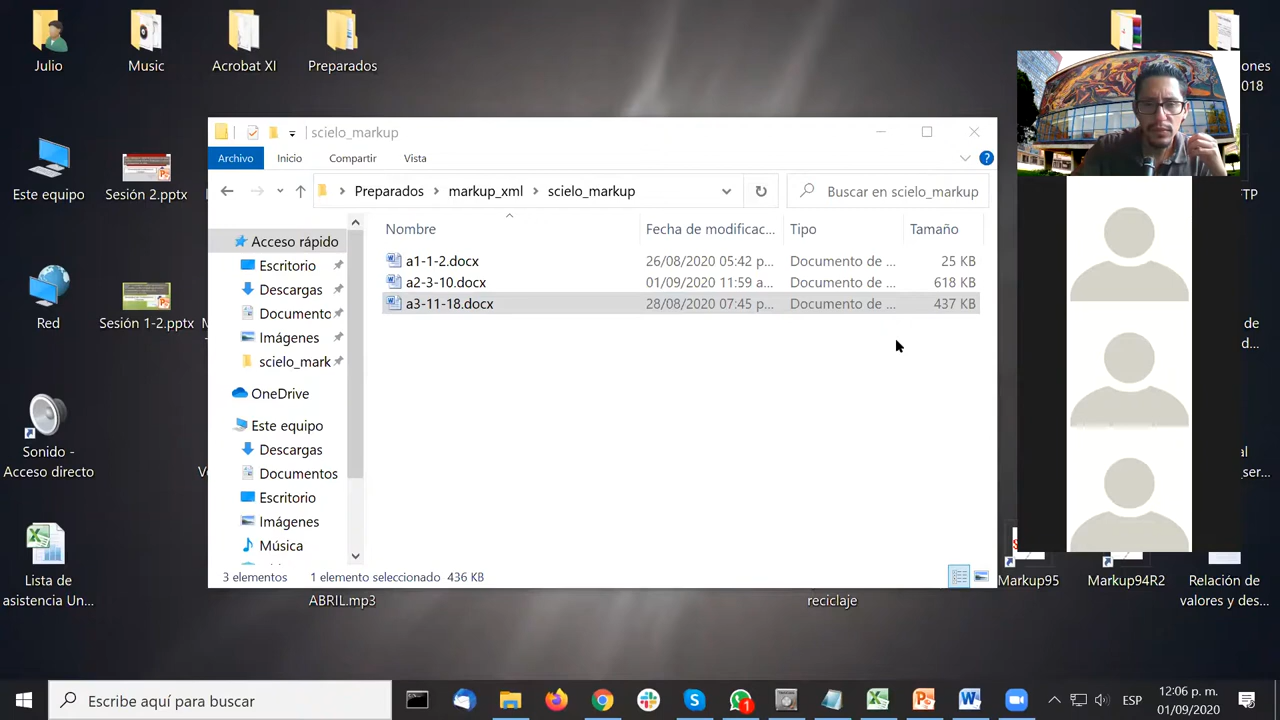 Julio
Music
Acrobat XI
Preparados
ones
018
scielo_markup
Archivo
Inicio
Compartir
Vista
Preparados
markup_xml
scielo_markup
Buscar en scielo_markup
Nombre
Fecha de modificac...
Tipo
Tamaño
a1-1-2.docx
26/08/2020 05:42 p...
Documento de ...
25 KB
a2-3-10.docx
01/09/2020 11:59 a...
Documento de ...
618 KB
a3-11-18.docx
28/08/2020 07:45 p...
Documento de ...
437 KB
Acceso rápido
Escritorio
Descargas
Documento
Imágenes
scielo_mark
OneDrive
Este equipo
Descargas
Documentos
Escritorio
Imágenes
Música
3 elementos
1 elemento seleccionado 436 KB
Este equipo
Sesión 2.pptx
TP
Red
Sesión 1-2.pptx
de
d...
Sonido -
Acceso directo
al
_ser...
Lista de
asistencia Un...
ABRIL.mp3
reciclaje
Markup95
Markup94R2
Relación de
valores y des...
Escribe aquí para buscar
1
ESP
12:06 p. m.
01/09/2020